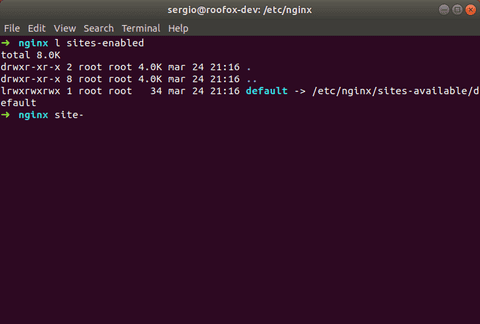 sergio@roofox-dev: /etc/nginx
File Edit View Search Terminal Help
➜ nginx l sites-enabled
total 8.0K
drwxr-xr-x 2 root root 4.0K mar 24 21:16 .
drwxr-xr-x 8 root root 4.0K mar 24 21:16 ..
lrwxrwxrwx 1 root root   34 mar 24 21:16 default -> /etc/nginx/sites-available/d
efault
➜ nginx site-